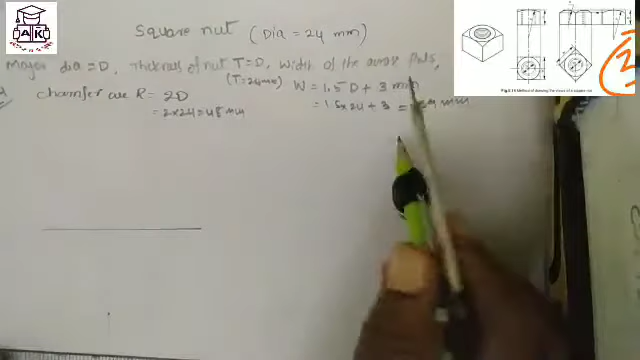 Square nut (Dia = 24 mm)
Major dia = D, Thickness of nut T = D, Width of the across flats,
(T = 24 mm) W = 1.5 D + 3 mm
Chamfer arc R = 2D
= 2 x 24 = 48 mm
= 1.5 x 24 + 3 =
AK